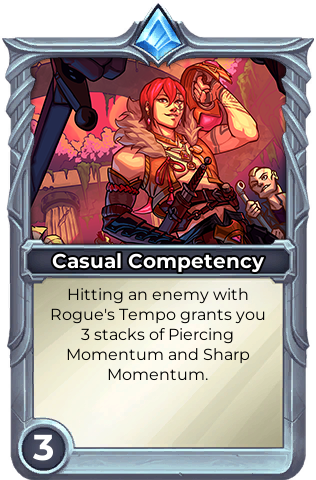 Casual Competency
Hitting an enemy with
Rogue's Tempo grants you
3 stacks of Piercing
Momentum and Sharp
Momentum.
3